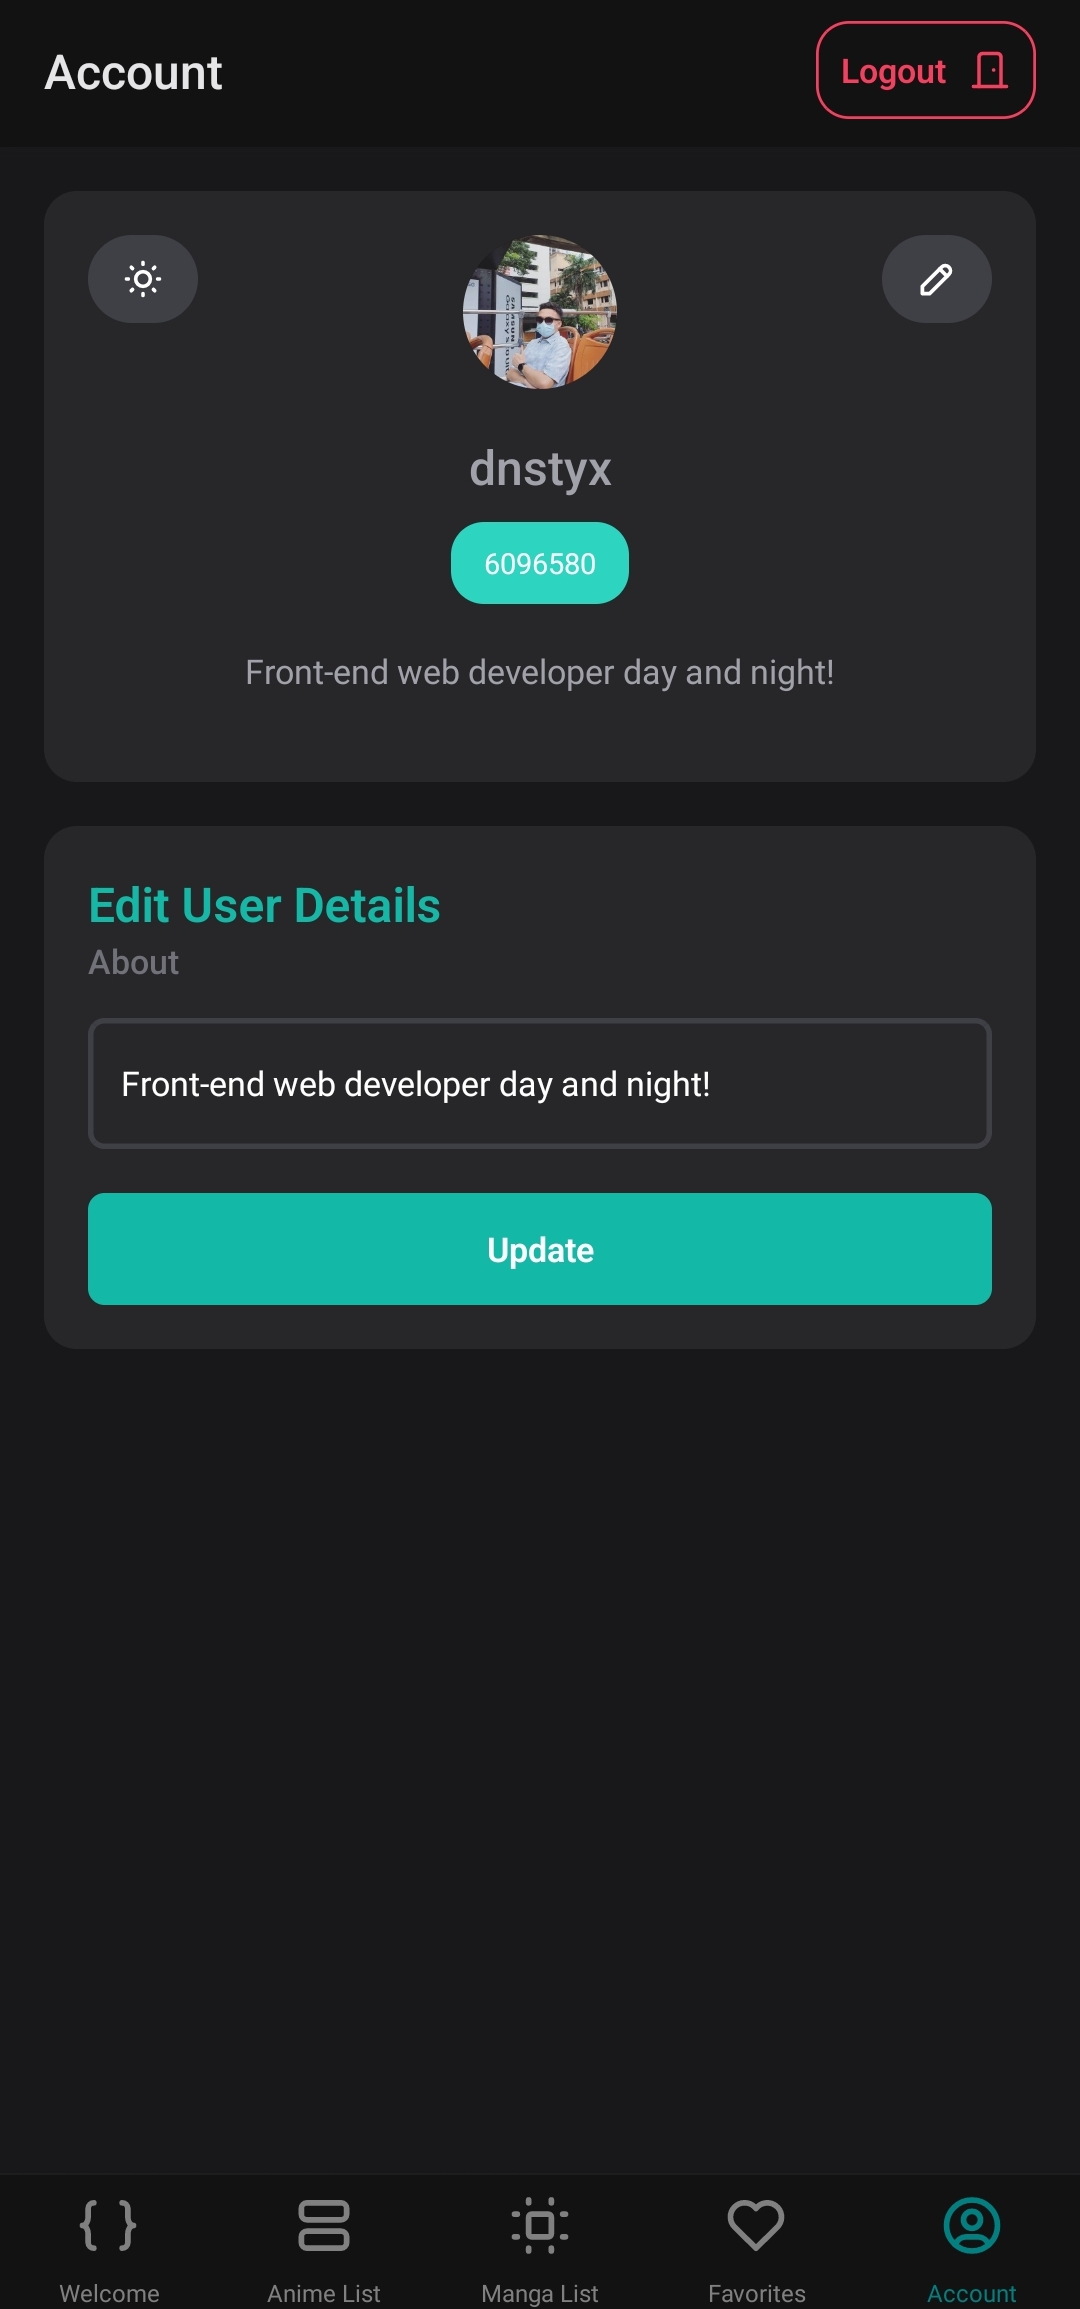 Account
Logout
dnstyx
6096580
Front-end web developer day and night!
Edit User Details
About
Front-end web developer day and night!
Update
Welcome
Anime List
Manga List
Favorites
Account